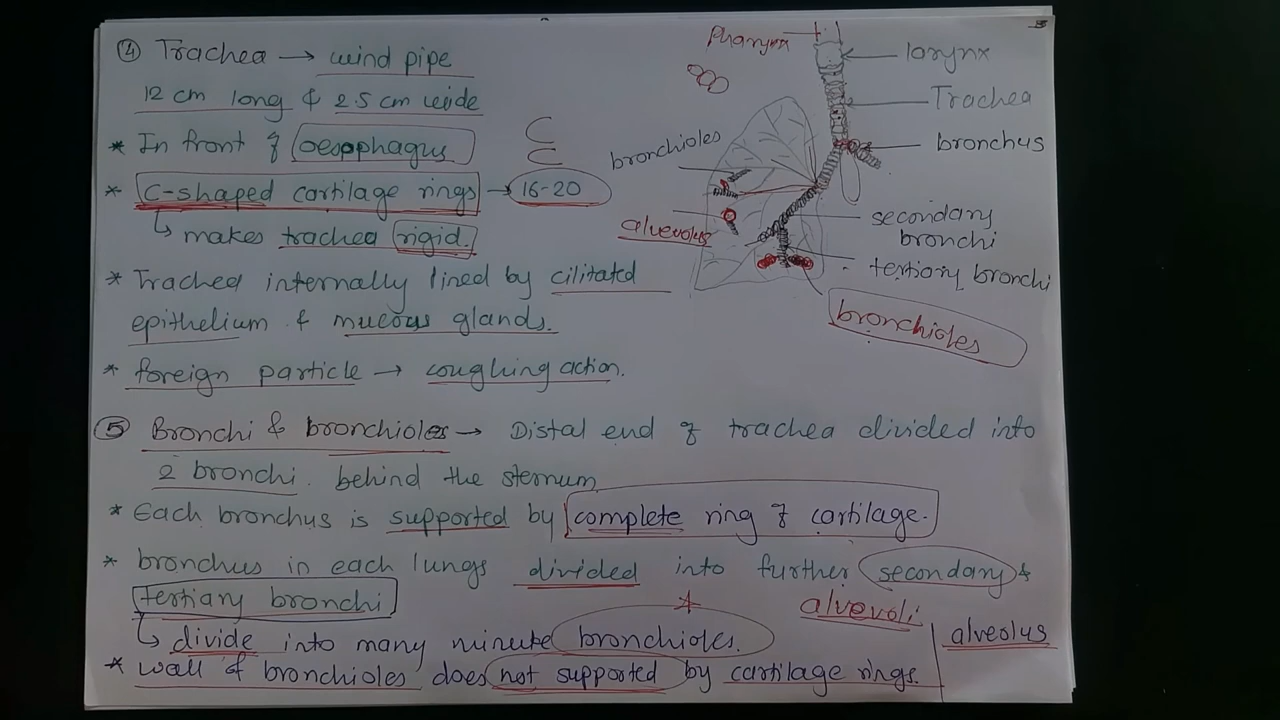 ④ Trachea → wind pipe
12 cm long & 2.5 cm wide
* In front of oesophagus
* C-shaped cartilage rings → 16-20
↳ makes trachea rigid.
* Trachea internally lined by cilitated
epithelium & mucous glands.
* foreign particle → coughing action.
Pharynx
larynx
Trachea
bronchus
bronchioles
alvevolus
secondary
bronchi
tertiary bronchi
bronchioles
⑤ Bronchi & bronchioles → Distal end of trachea divided into
2 bronchi. behind the sternum
* Each bronchus is supported by complete ring of cartilage.
* bronchus in each lungs divided into further secondary &
tertiary bronchi
↳ divide into many minute bronchioles.
* wall of bronchioles does not supported by cartilage rings.
alvevoli
alveolus